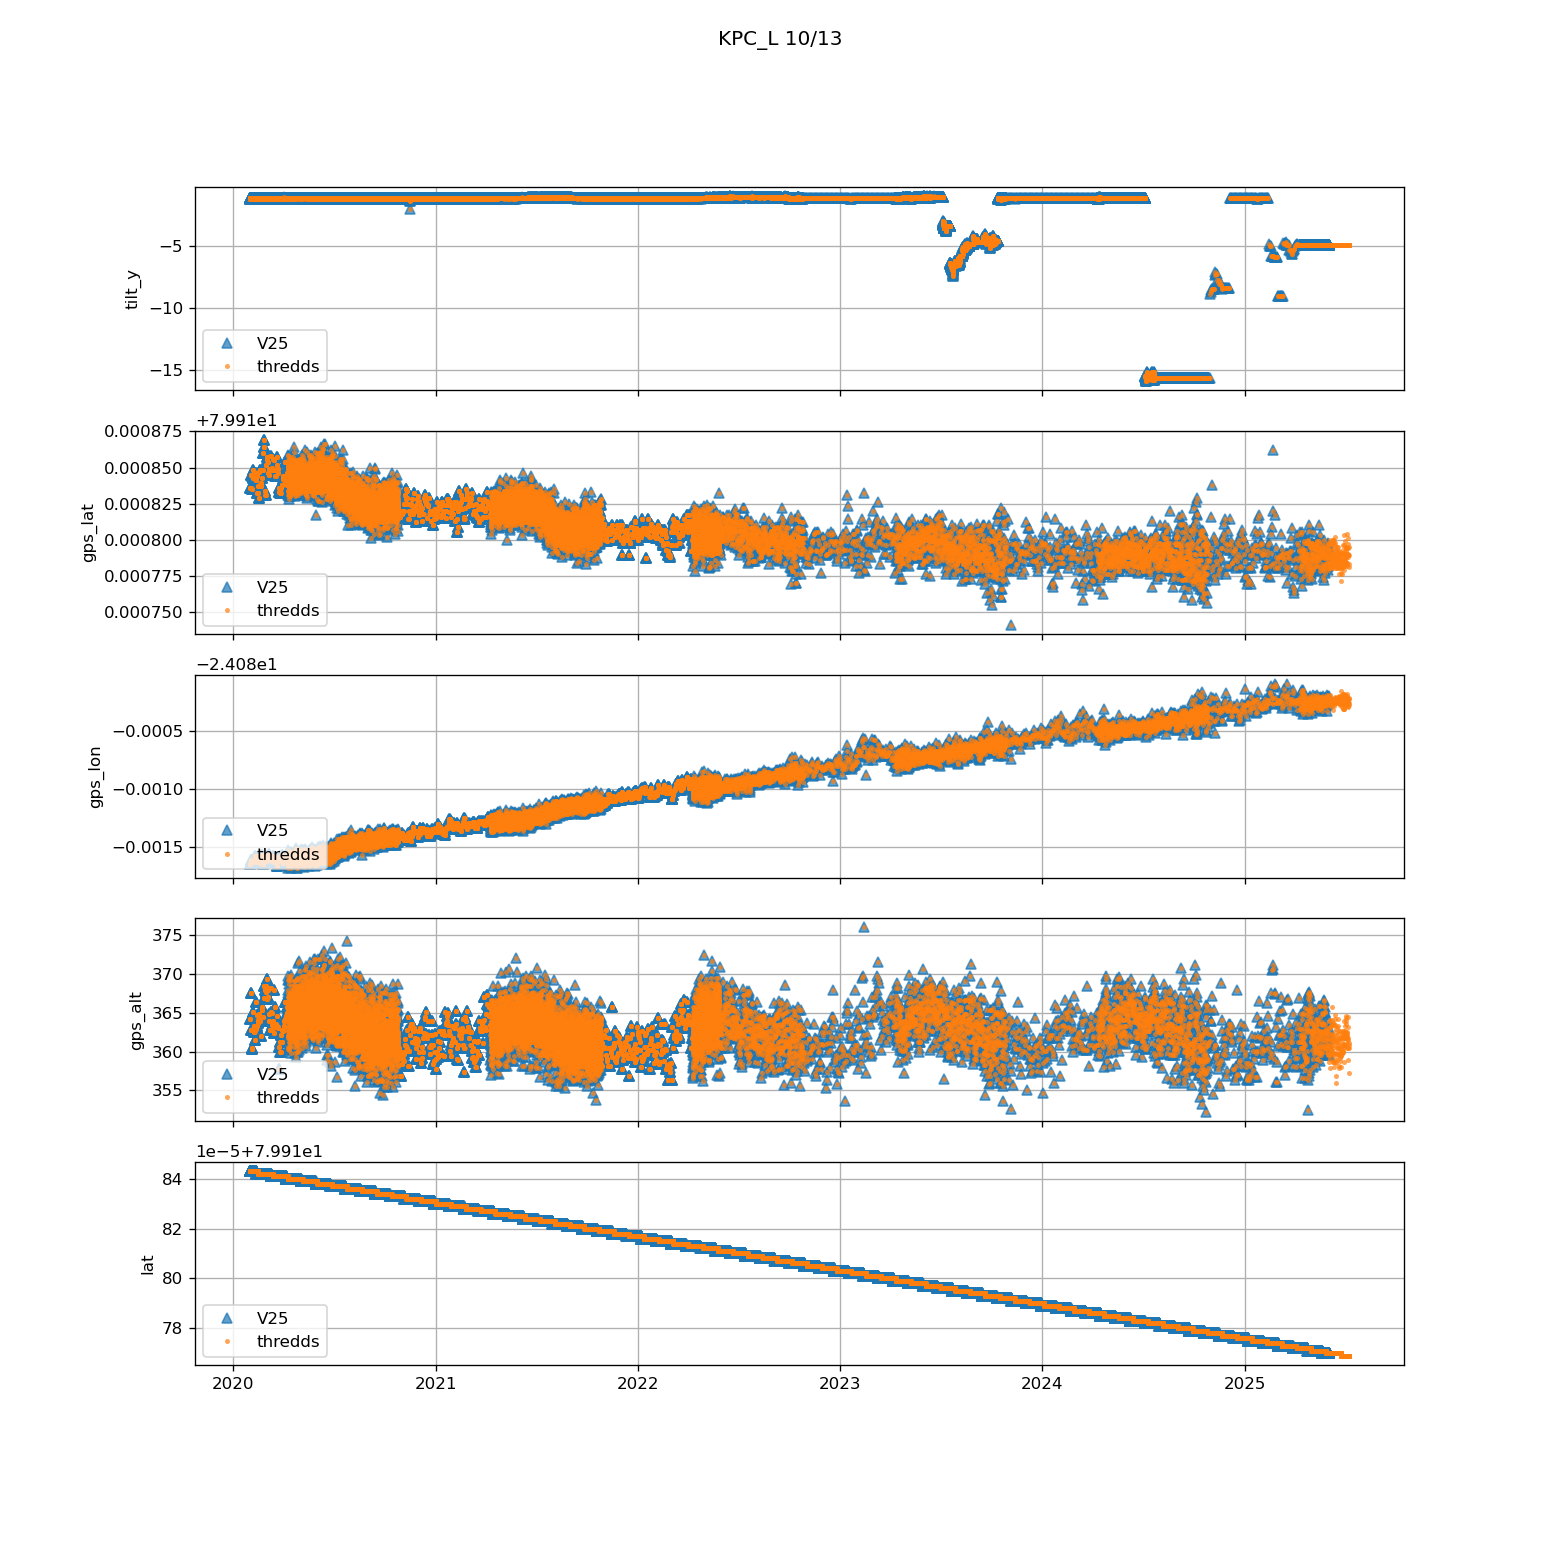 KPC_L 10/13
−5
−10
−15
tilt_y
V25
thredds
+7.991e1
0.000875
0.000850
0.000825
0.000800
0.000775
0.000750
gps_lat
V25
thredds
−2.408e1
−0.0005
−0.0010
−0.0015
gps_lon
V25
thredds
375
370
365
360
355
gps_alt
V25
thredds
1e−5+7.991e1
84
82
80
78
lat
V25
thredds
2020 2021 2022 2023 2024 2025